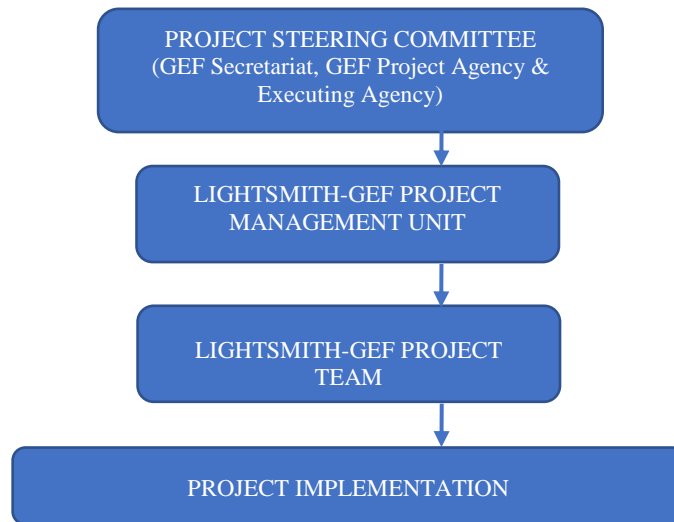 PROJECT STEERING COMMITTEE
(GEF Secretariat, GEF Project Agency &
Executing Agency)
LIGHTSMITH-GEF PROJECT
MANAGEMENT UNIT
LIGHTSMITH-GEF PROJECT
TEAM
PROJECT IMPLEMENTATION